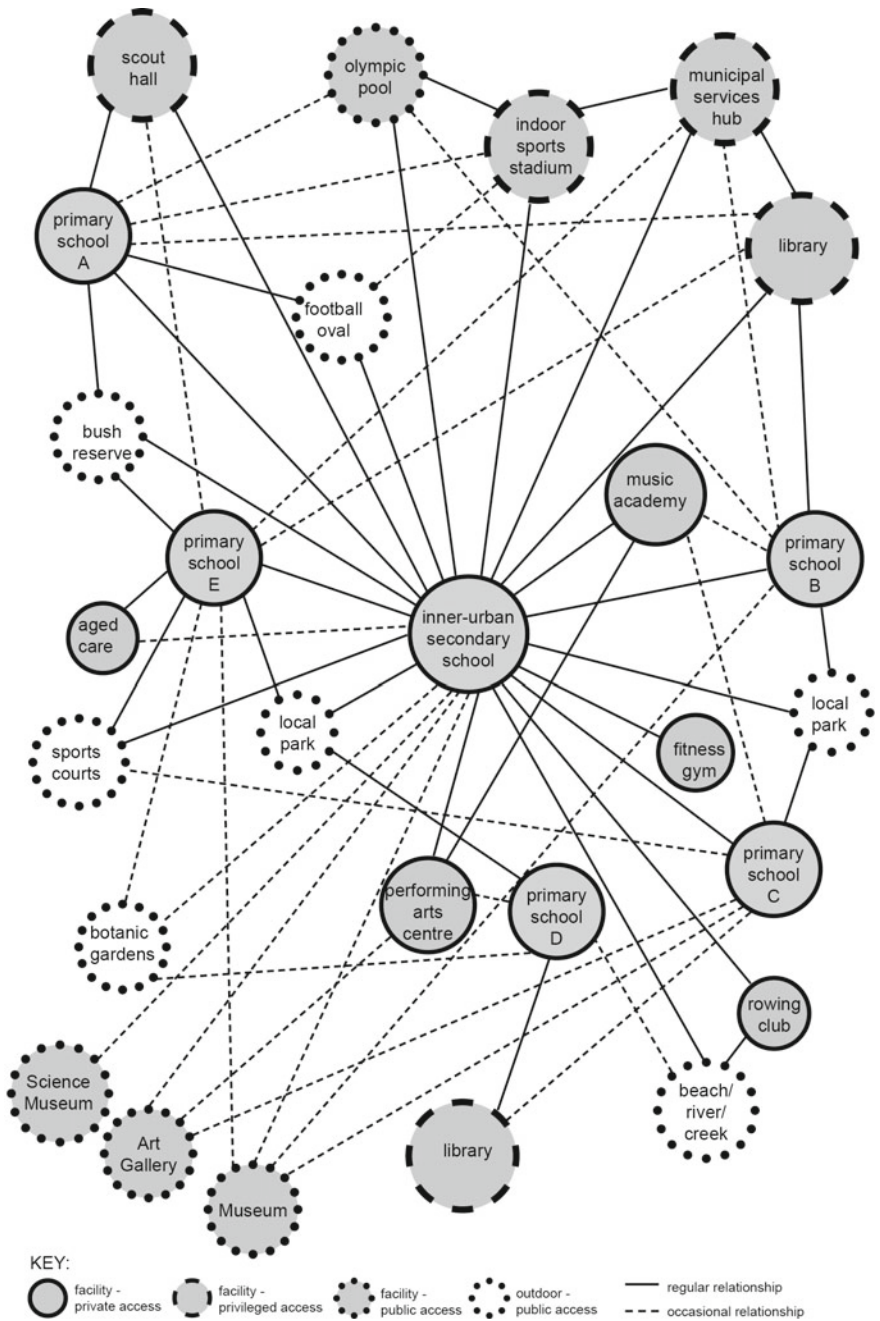 scout
hall
olympic
pool
municipal
services
hub
indoor
sports
stadium
primary
school
A
library
football
oval
bush
reserve
music
academy
primary
school
E
primary
school
B
inner-urban
secondary
school
aged
care
local
park
local
park
sports
courts
fitness
gym
primary
school
C
performing
arts
centre
primary
school
D
botanic
gardens
rowing
club
Science
Museum
beach/
river/
creek
Art
Gallery
library
Museum
KEY:
facility -
private access
facility -
privileged access
facility -
public access
outdoor -
public access
regular relationship
occasional relationship